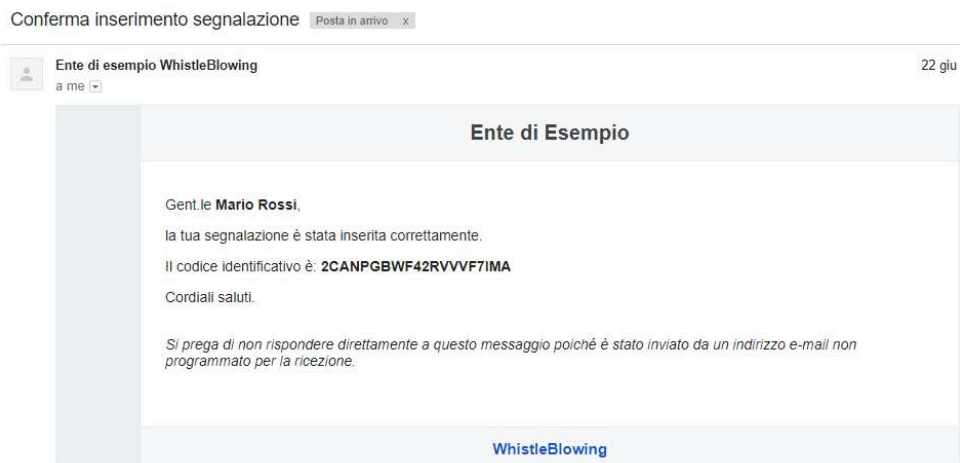 Conferma inserimento segnalazione Posta in arrivo x
Ente di esempio WhistleBlowing 22 giu
a me
Ente di Esempio
Gent.le Mario Rossi,
la tua segnalazione è stata inserita correttamente.
Il codice identificativo è: 2CANPGBWF42RVVVF7IMA
Cordiali saluti.
Si prega di non rispondere direttamente a questo messaggio poiché è stato inviato da un indirizzo e-mail non
programmato per la ricezione.
WhistleBlowing